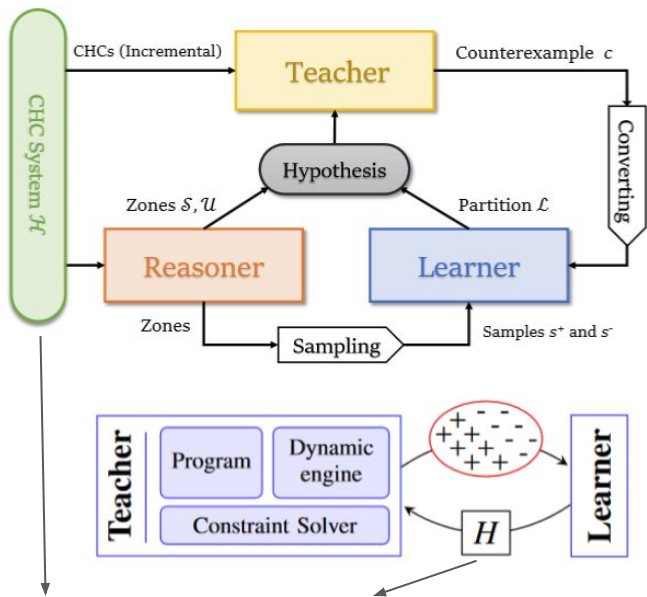 CHC System ℋ
CHCs (Incremental)
Teacher
Counterexample c
Converting
Hypothesis
Zones 𝒮, 𝒰
Partition ℒ
Reasoner
Learner
Zones
Sampling
Samples s⁺ and s⁻
Teacher
Program
Dynamic
engine
Constraint Solver
+ + + + + + + + + + + - - - - - - - -
H
Learner